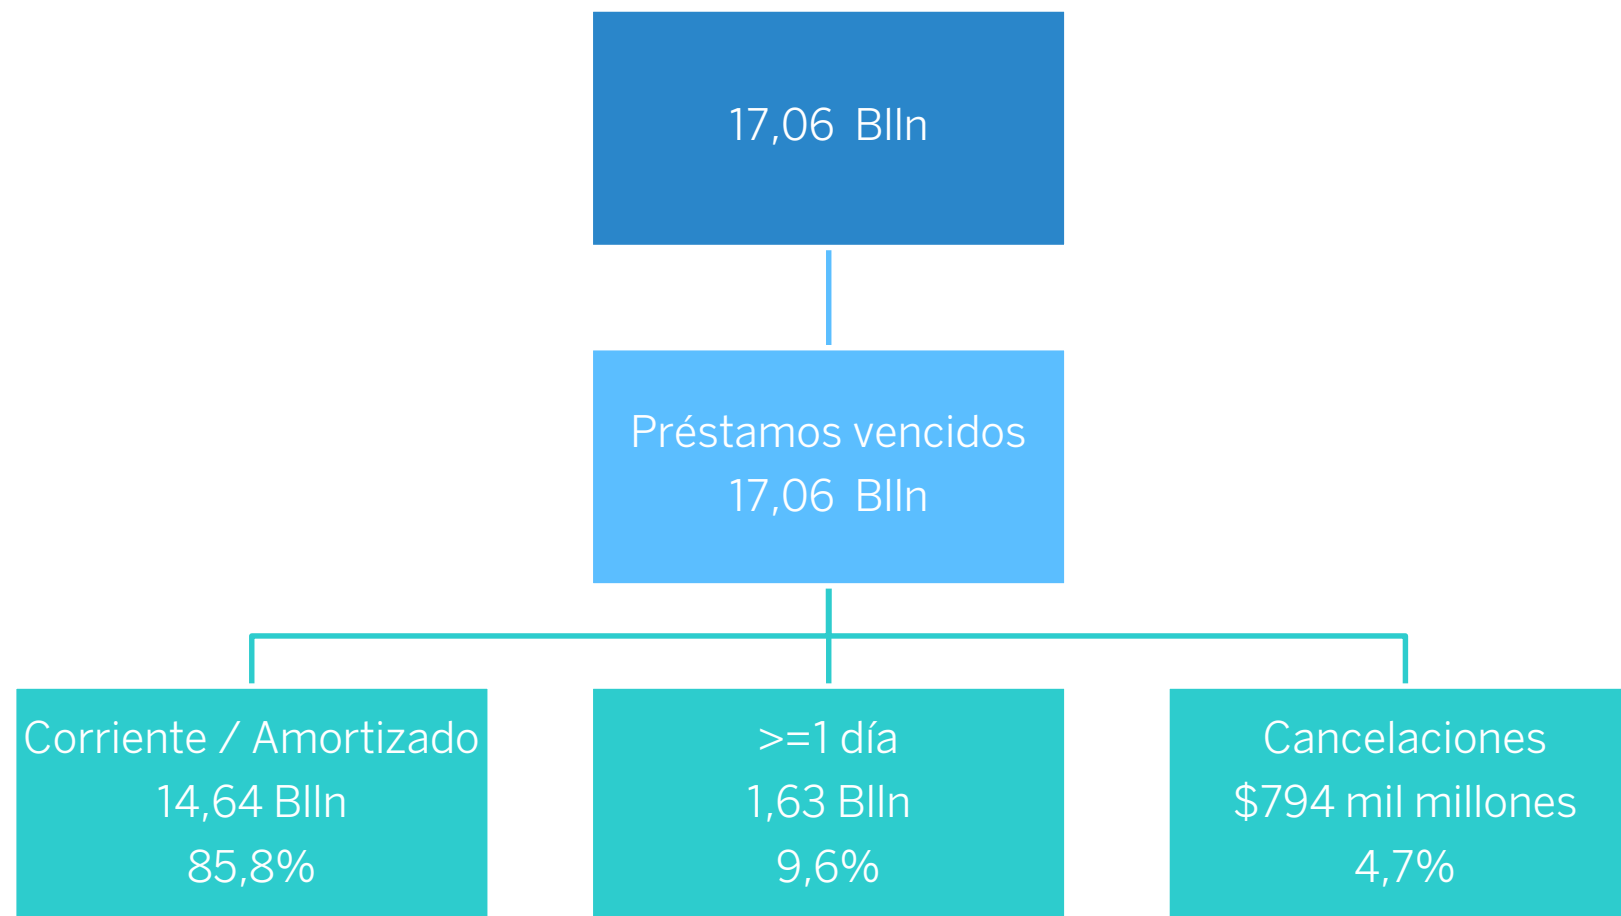 17,06 Blln
Préstamos vencidos
17,06 Blln
Corriente / Amortizado
14,64 Blln
85,8%
>=1 día
1,63 Blln
9,6%
Cancelaciones
$794 mil millones
4,7%